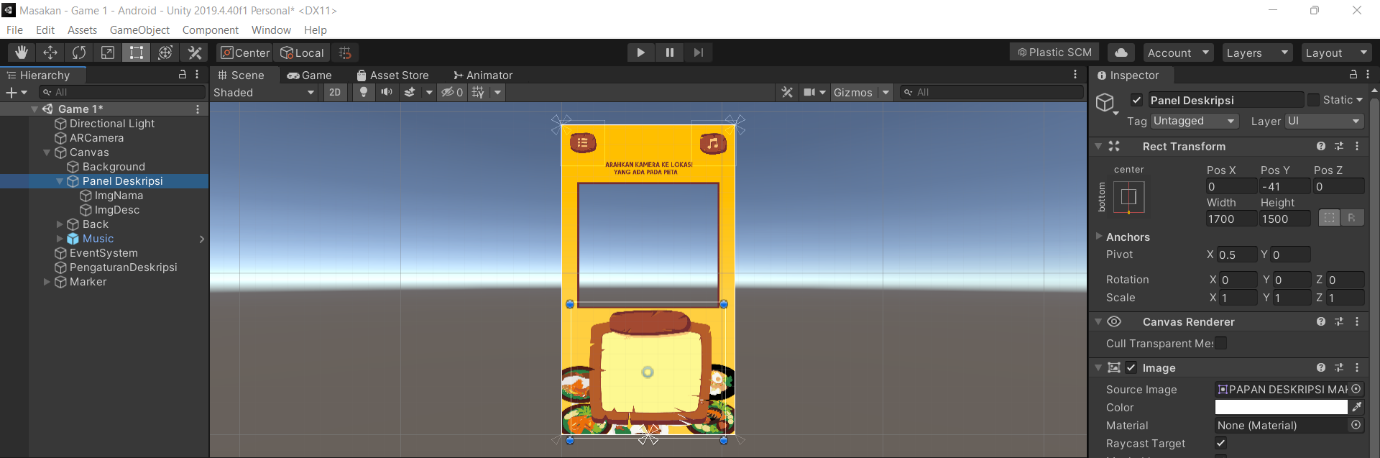 Masakan - Game 1 - Android - Unity 2019.4.40f1 Personal* <DX11>
File Edit Assets GameObject Component Window Help
Center Local Plastic SCM Account Layers Layout
Hierarchy
All
Game 1*
Directional Light
ARCamera
Canvas
Background
Panel Deskripsi
ImgNama
ImgDesc
Back
Music
EventSystem
PengaturanDeskripsi
Marker
Scene Game Asset Store Animator
Shaded 2D 0 Gizmos All
ARAHKAN KAMERA KE LOKASI
YANG ADA PADA PETA
Inspector
Panel Deskripsi Static
Tag Untagged Layer UI
Rect Transform
center
bottom
Pos X Pos Y Pos Z
0 -41 0
Width Height
1700 1500 R
Anchors
Pivot X 0.5 Y 0
Rotation X 0 Y 0 Z 0
Scale X 1 Y 1 Z 1
Canvas Renderer
Cull Transparent Mes
Image
Source Image PAPAN DESKRIPSI MAK
Color
Material None (Material)
Raycast Target